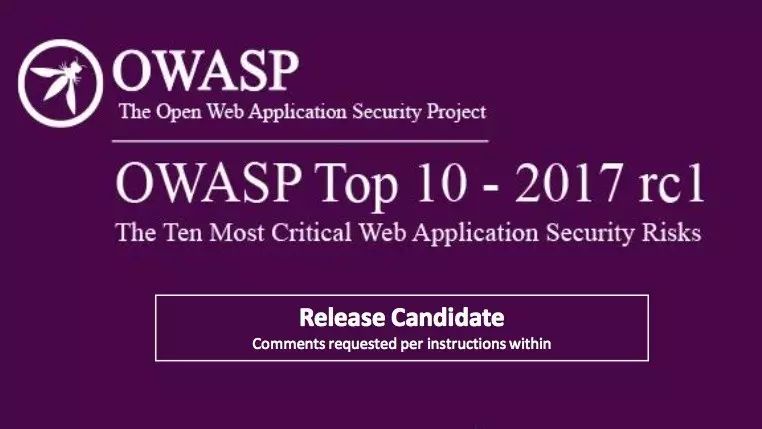 OWASP
The Open Web Application Security Project
OWASP Top 10 - 2017 rc1
The Ten Most Critical Web Application Security Risks
Release Candidate
Comments requested per instructions within